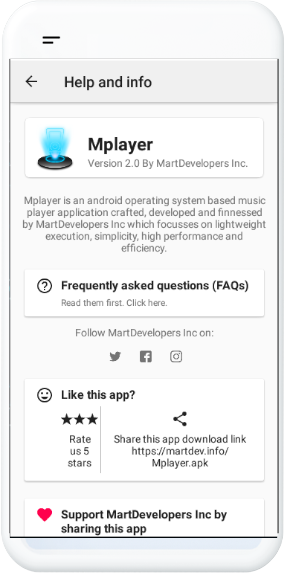 Help and info
Mplayer
Version 2.0 By MartDevelopers Inc.
Mplayer is an android operating system based music
player application crafted, developed and finnessed
by MartDevelopers Inc which focusses on lightweight
execution, simplicity, high performance and
efficiency.
Frequently asked questions (FAQs)
Read them first. Click here.
Follow MartDevelopers Inc on:
Like this app?
Rate
us 5
stars
Share this app download link
https://martdev.info/
Mplayer.apk
Support MartDevelopers Inc by
sharing this app